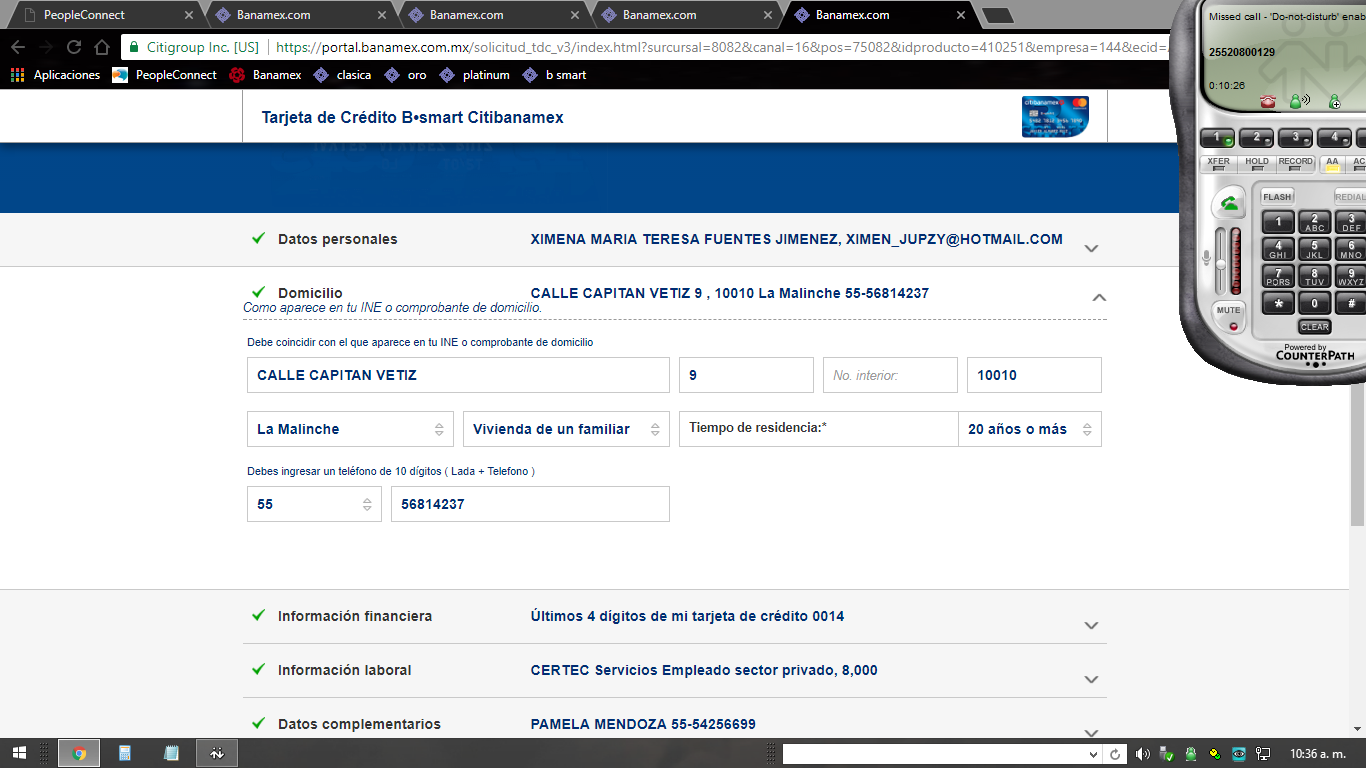 PeopleConnect
Banamex.com
Banamex.com
Banamex.com
Banamex.com
Citigroup Inc. [US]
https://portal.banamex.com.mx/solicitud_tdc_v3/index.html?surcursal=8082&canal=16&pos=75082&idproducto=410251&empresa=144&ecid=
Aplicaciones
PeopleConnect
Banamex
clasica
oro
platinum
b smart
Missed call - 'Do-not-disturb' enab
25520800129
0:10:26
1 2 3 4
XFER HOLD RECORD AA AC
FLASH REDIAL
1 2 ABC 3 DEF
4 GHI 5 JKL 6 MNO
7 PQRS 8 TUV 9 WXYZ
* 0 #
MUTE
CLEAR
Powered by
COUNTERPATH
Tarjeta de Crédito B•smart Citibanamex
citibanamex
Datos personales
XIMENA MARIA TERESA FUENTES JIMENEZ, XIMEN_JUPZY@HOTMAIL.COM
Domicilio
CALLE CAPITAN VETIZ 9 , 10010 La Malinche 55-56814237
Como aparece en tu INE o comprobante de domicilio.
Debe coincidir con el que aparece en tu INE o comprobante de domicilio
CALLE CAPITAN VETIZ
9
No. interior:
10010
La Malinche
Vivienda de un familiar
Tiempo de residencia:*
20 años o más
Debes ingresar un teléfono de 10 dígitos ( Lada + Telefono )
55
56814237
Información financiera
Últimos 4 dígitos de mi tarjeta de crédito 0014
Información laboral
CERTEC Servicios Empleado sector privado, 8,000
Datos complementarios
PAMELA MENDOZA 55-54256699
10:36 a. m.